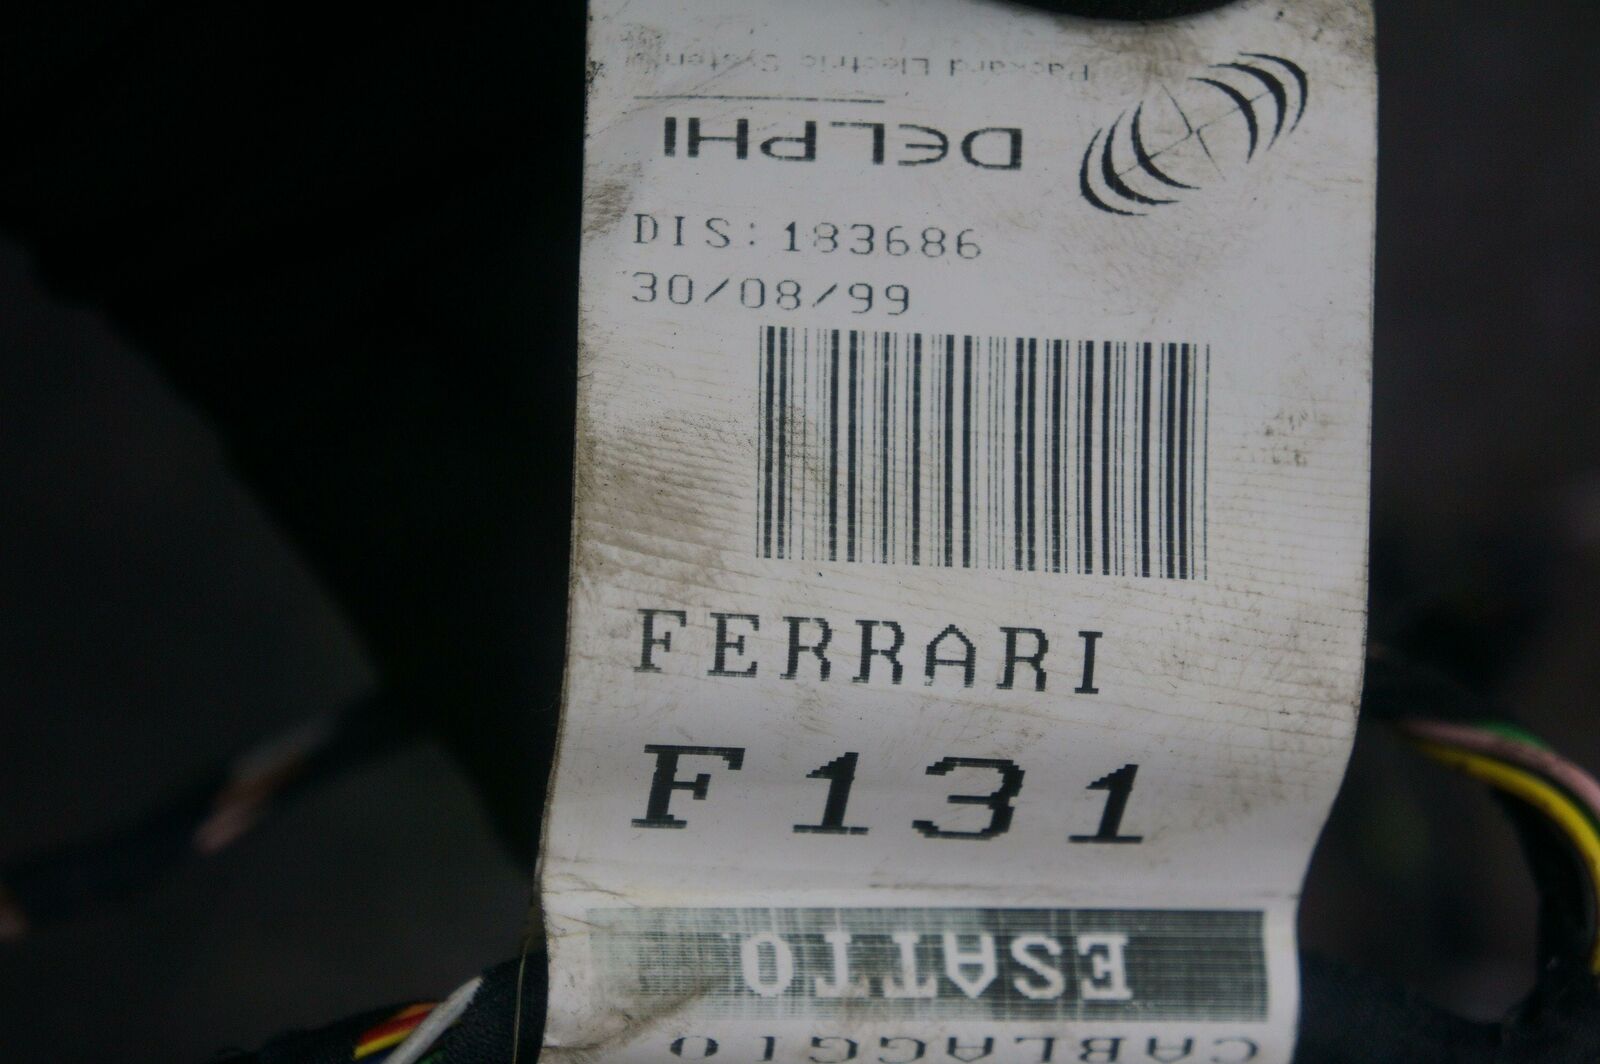 Packard Electric Systems
DELPHI
DIS:183686
30/08/99
FERRARI
F131
ESATTO
CABLAGGIO